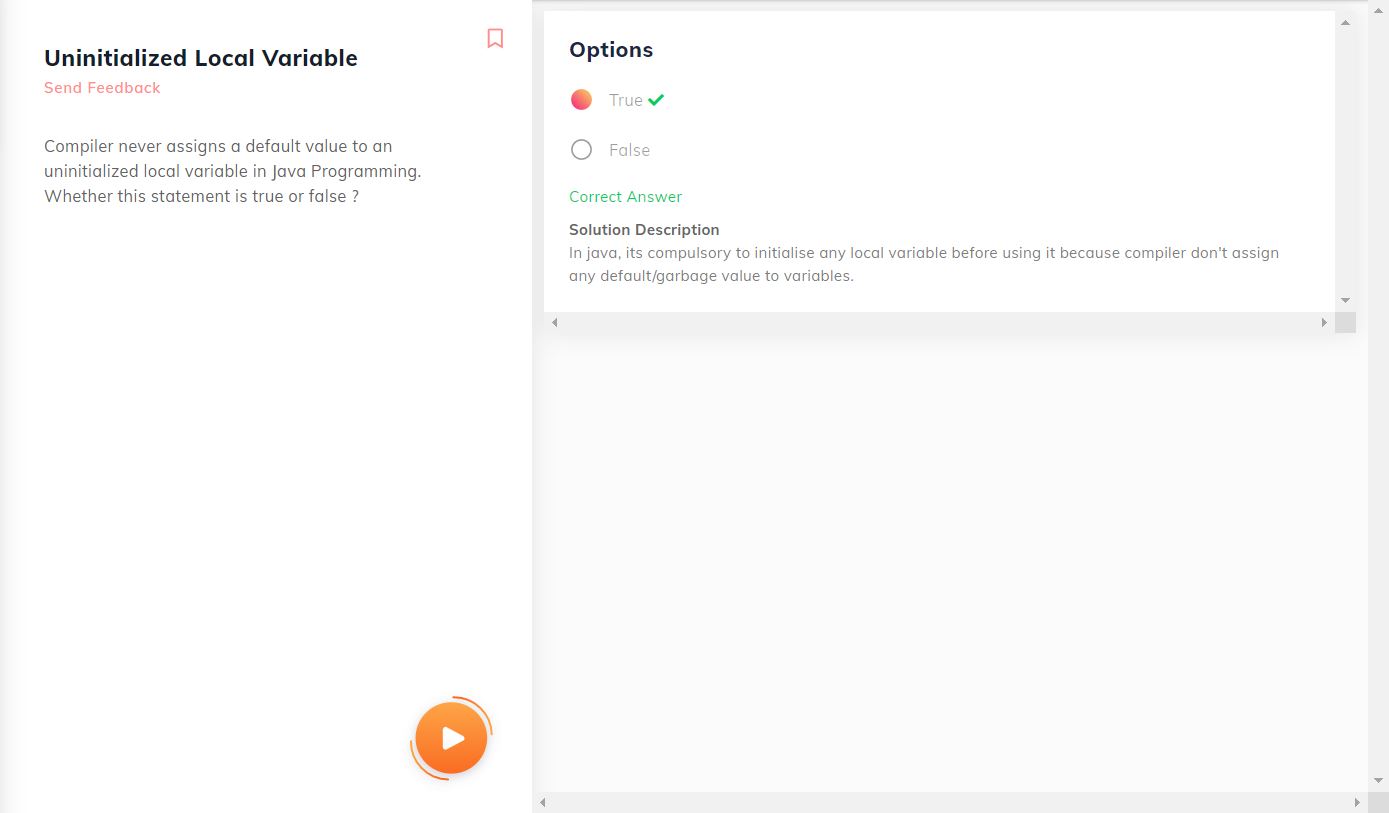 Uninitialized Local Variable
Send Feedback
Compiler never assigns a default value to an
uninitialized local variable in Java Programming.
Whether this statement is true or false ?
Options
True
False
Correct Answer
Solution Description
In java, its compulsory to initialise any local variable before using it because compiler don't assign
any default/garbage value to variables.